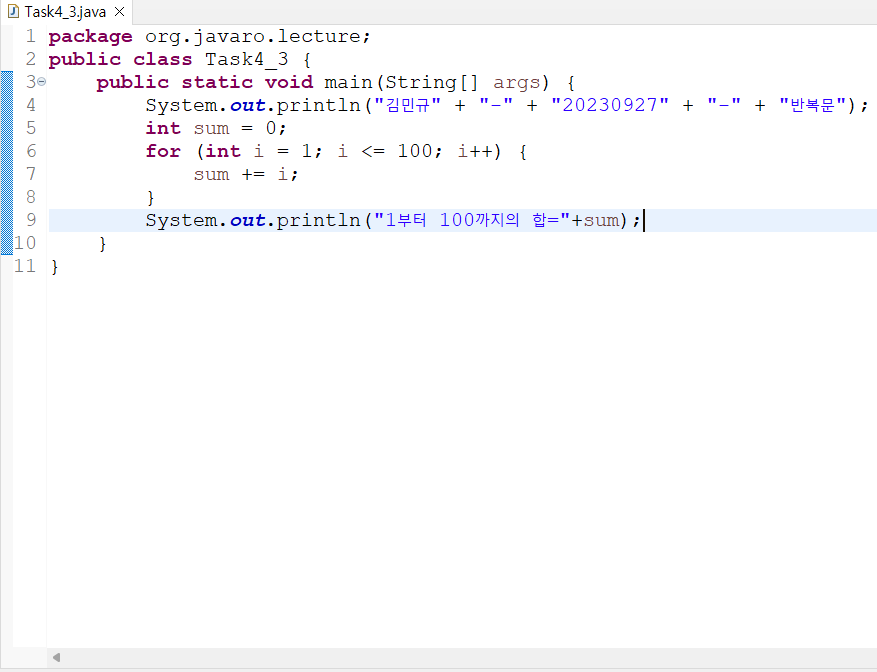 Task4_3.java
1 package org.javaro.lecture;
2 public class Task4_3 {
3 public static void main(String[] args) {
4 System.out.println("김민규" + "-" + "20230927" + "-" + "반복문");
5 int sum = 0;
6 for (int i = 1; i <= 100; i++) {
7 sum += i;
8 }
9 System.out.println("1부터 100까지의 합="+sum);
10 }
11 }